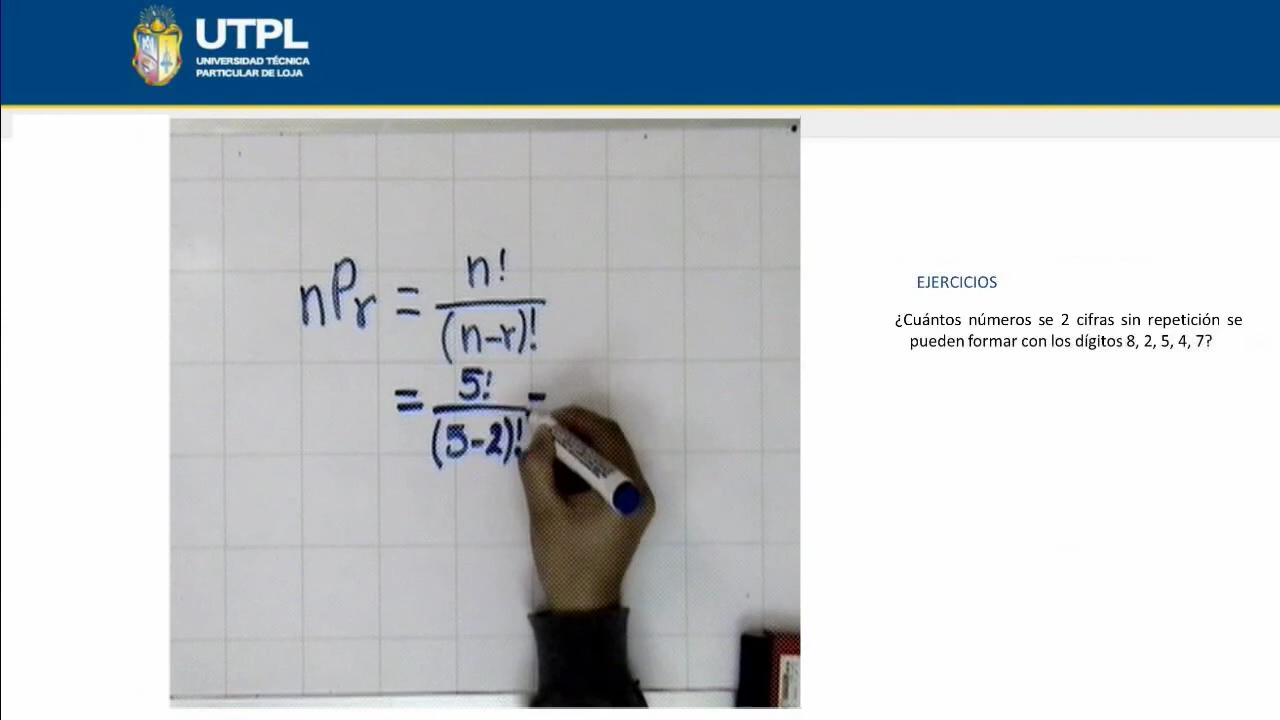 UTPL
UNIVERSIDAD TÉCNICA
PARTICULAR DE LOJA
nPr = n!
(n-r)!
= 5! =
(5-2)!
EJERCICIOS
¿Cuántos números se 2 cifras sin repetición se
pueden formar con los dígitos 8, 2, 5, 4, 7?